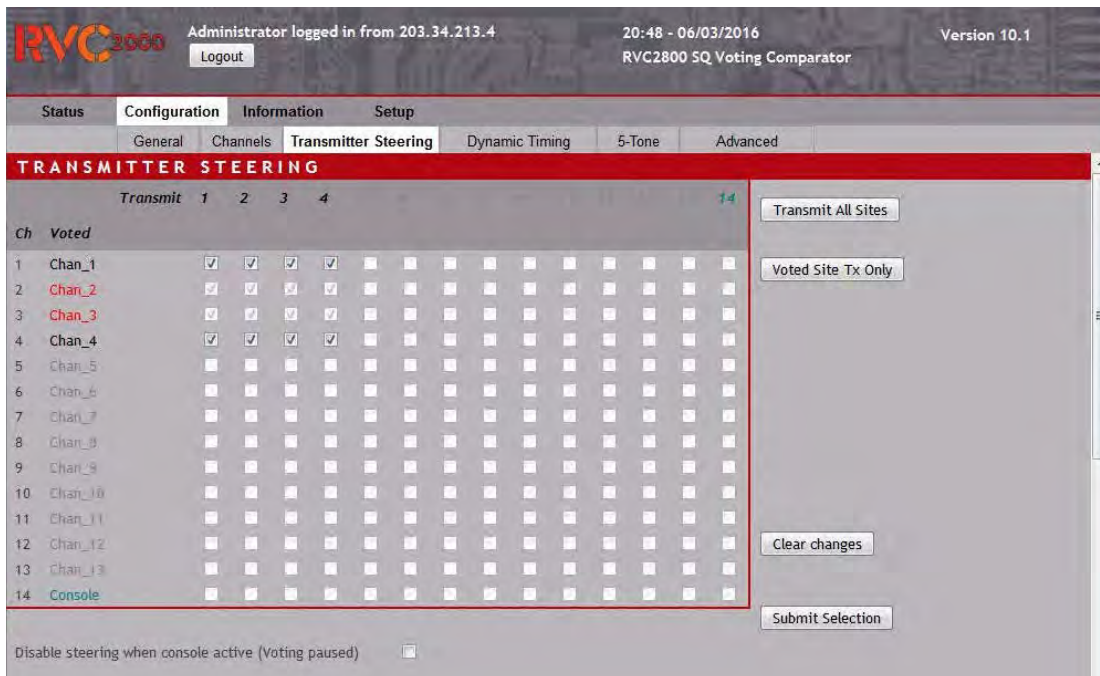 RVC2000 Administrator logged in from 203.34.213.4 20:48 - 06/03/2016 Version 10.1
Logout RVC2800 SQ Voting Comparator
Status Configuration Information Setup
General Channels Transmitter Steering Dynamic Timing 5-Tone Advanced
TRANSMITTER STEERING
Transmit 1 2 3 4 14
Transmit All Sites
Ch Voted
1 Chan_1
Voted Site Tx Only
2 Chan_2
3 Chan_3
4 Chan_4
5 Chan_5
6 Chan_6
7 Chan_7
8 Chan_8
9 Chan_9
10 Chan_10
11 Chan_11
12 Chan_12
Clear changes
13 Chan_13
14 Console
Submit Selection
Disable steering when console active (Voting paused)